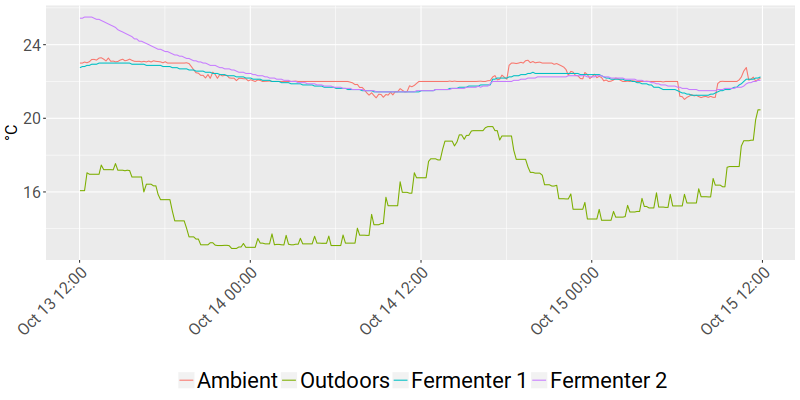 24
20
16
°C
Oct 13 12:00
Oct 14 00:00
Oct 14 12:00
Oct 15 00:00
Oct 15 12:00
Ambient Outdoors Fermenter 1 Fermenter 2